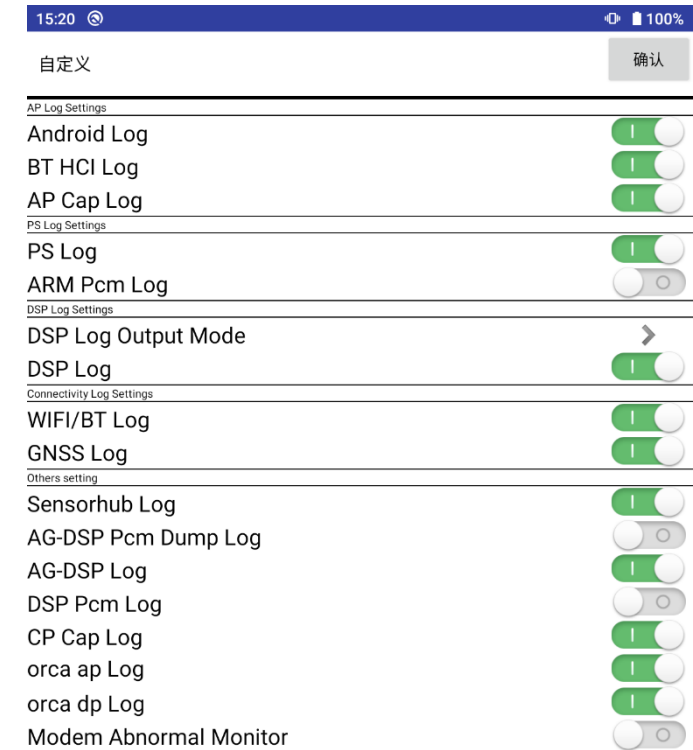 15:20 100%
自定义 确认
AP Log Settings
Android Log
BT HCI Log
AP Cap Log
PS Log Settings
PS Log
ARM Pcm Log
DSP Log Settings
DSP Log Output Mode
DSP Log
Connectivity Log Settings
WIFI/BT Log
GNSS Log
Others setting
Sensorhub Log
AG-DSP Pcm Dump Log
AG-DSP Log
DSP Pcm Log
CP Cap Log
orca ap Log
orca dp Log
Modem Abnormal Monitor